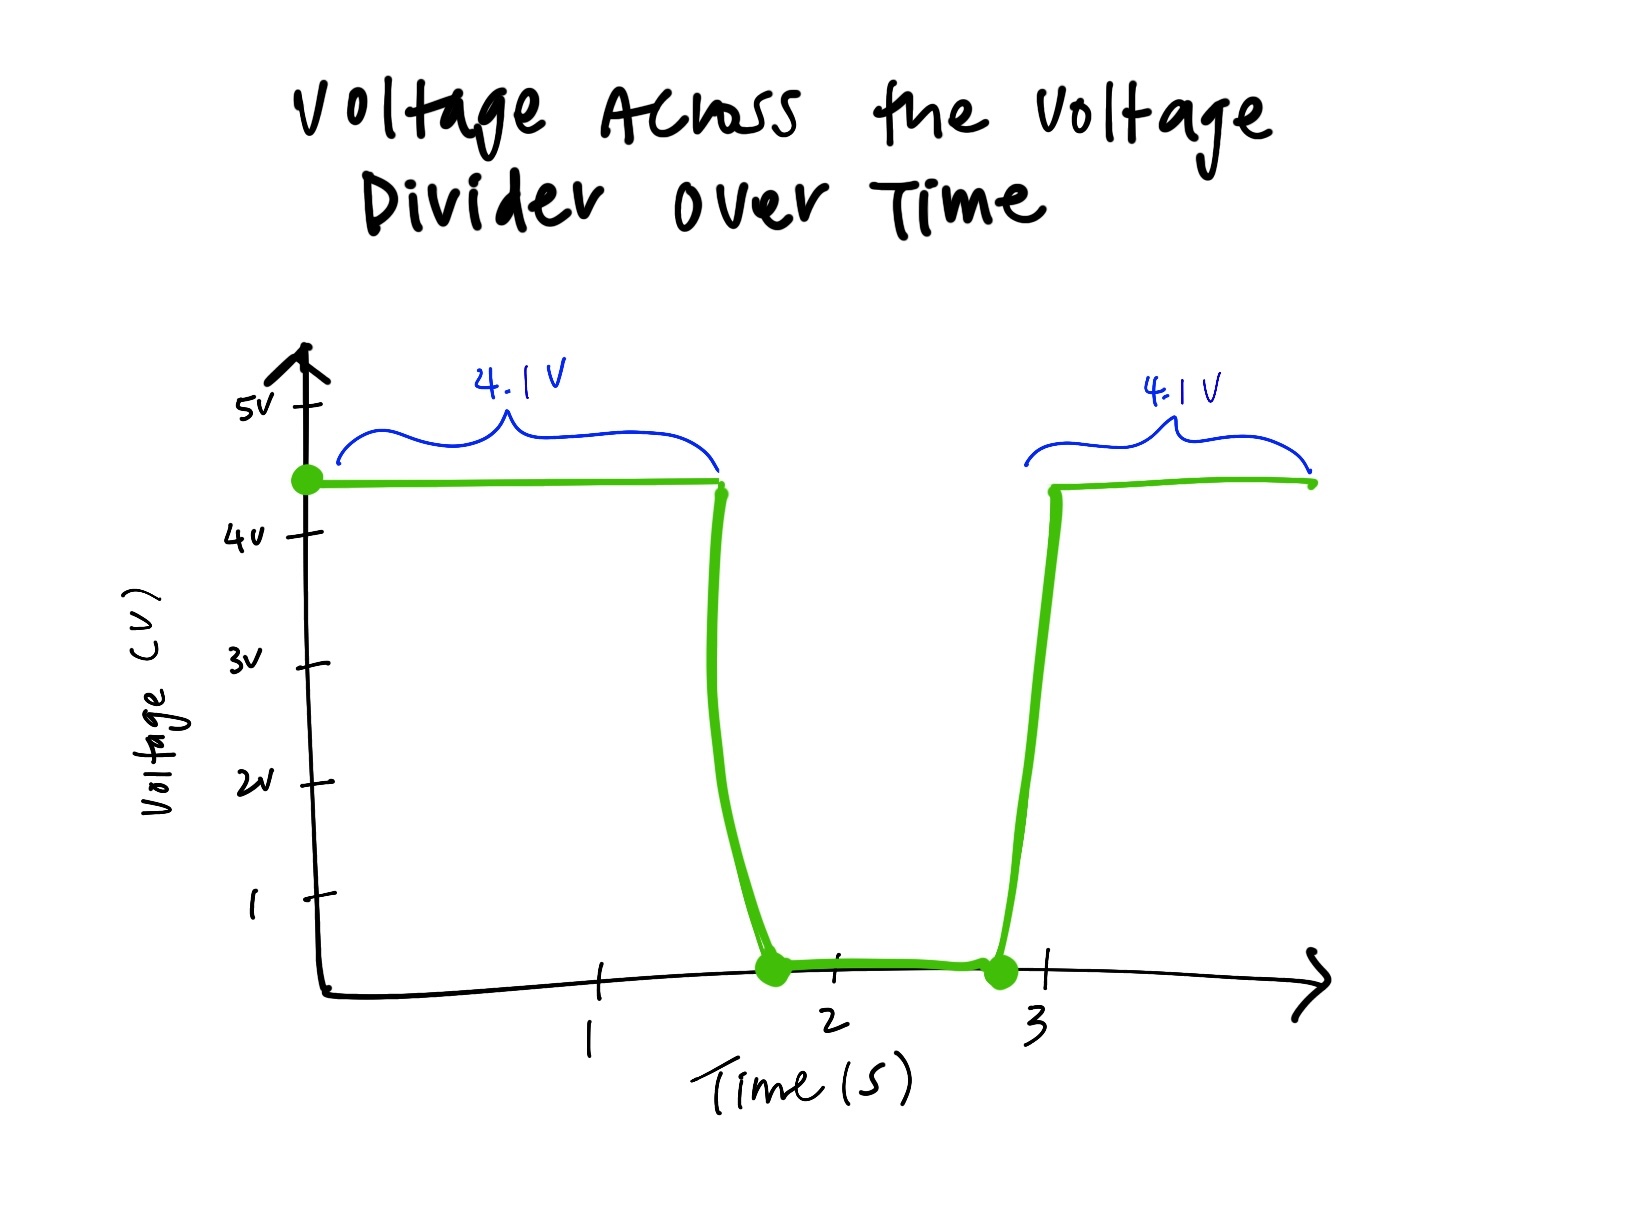 Voltage Across the Voltage
Divider Over Time
4.1 V
4.1 V
5V
4V
3V
2V
1
Voltage (V)
1
2
3
Time (s)